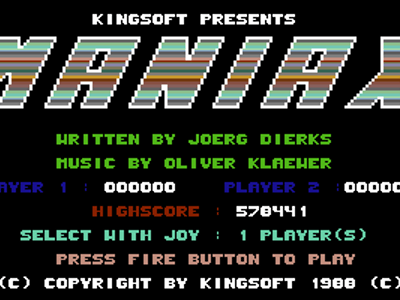 KINGSOFT PRESENTS
MANIAX
WRITTEN BY JOERG DIERKS
MUSIC BY OLIVER KLAEWER
AYER 1 : 000000 PLAYER 2 :00000
HIGHSCORE : 578441
SELECT WITH JOY : 1 PLAYER(S)
PRESS FIRE BUTTON TO PLAY
(C) COPYRIGHT BY KINGSOFT 1988 (C)